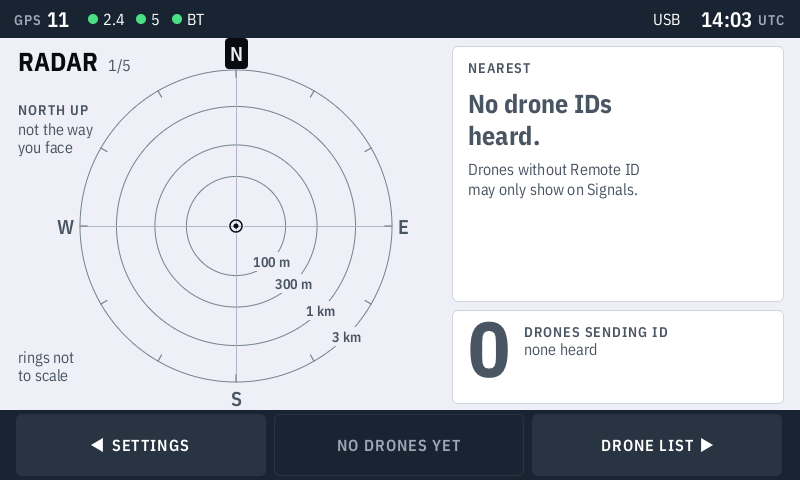 GPS 11 2.4 5 BT USB 14:03 UTC
RADAR 1/5
N
NORTH UP
not the way
you face
W
E
100 m
300 m
1 km
3 km
rings not
to scale
S
NEAREST
No drone IDs
heard.
Drones without Remote ID
may only show on Signals.
0
DRONES SENDING ID
none heard
SETTINGS
NO DRONES YET
DRONE LIST